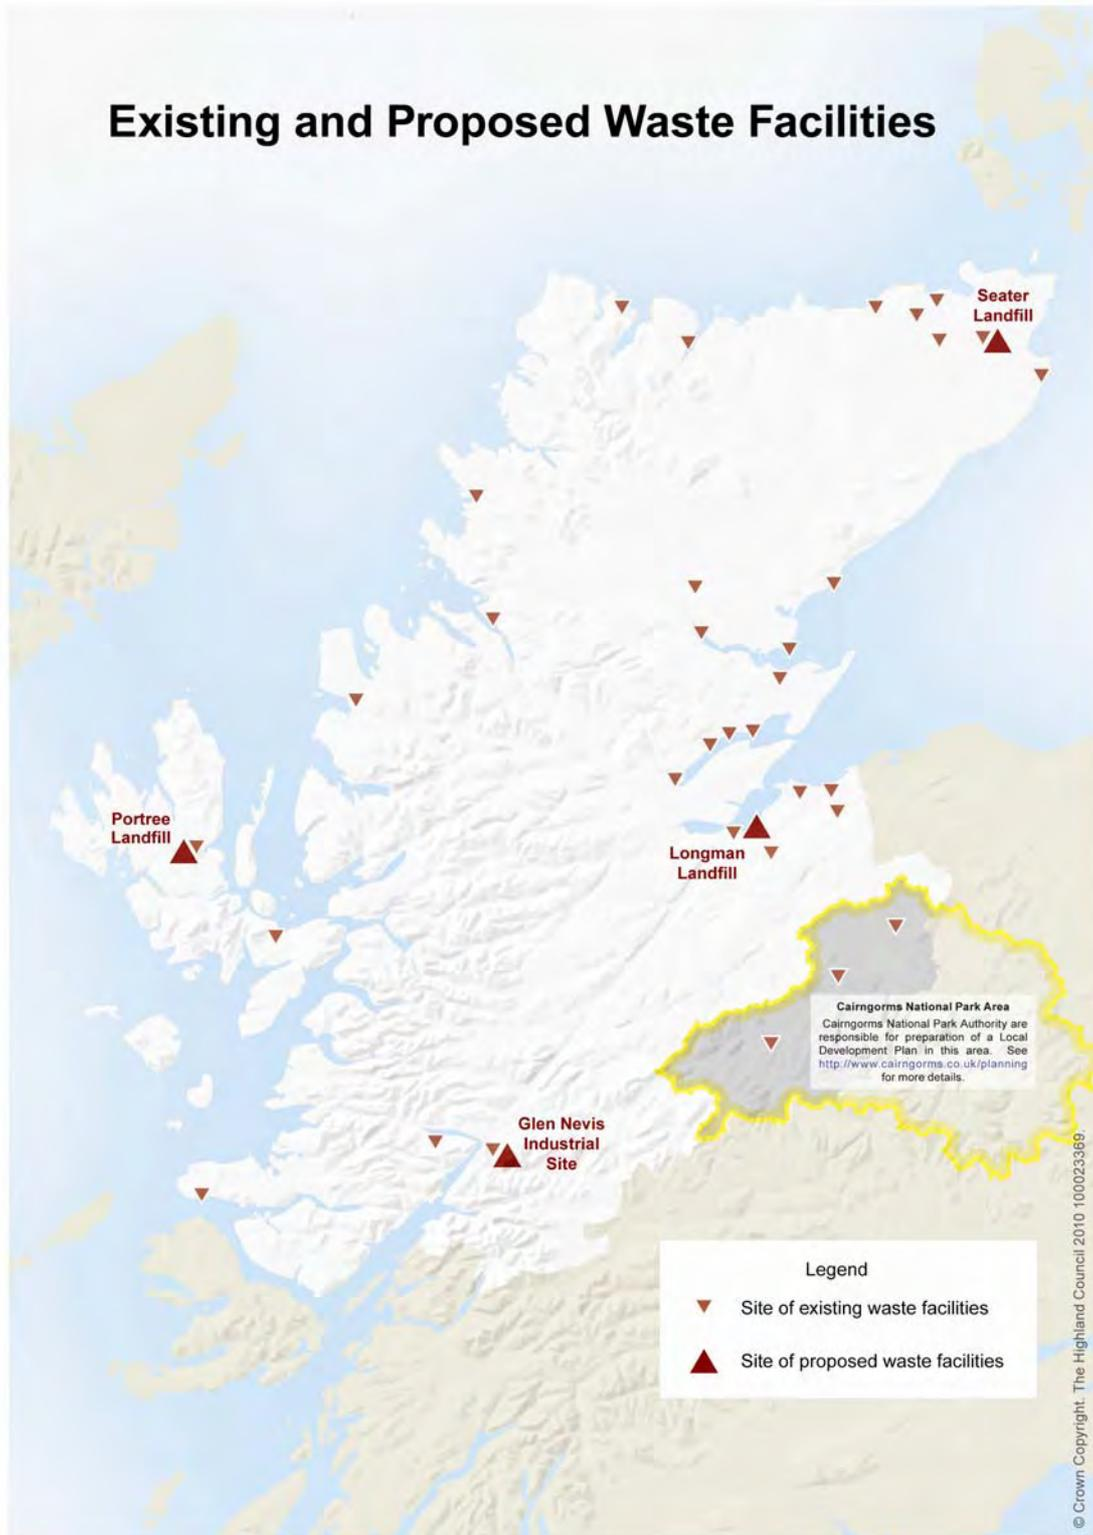 Existing and Proposed Waste Facilities
Seater
Landfill
Portree
Landfill
Longman
Landfill
Cairngorms National Park Area
Cairngorms National Park Authority are
responsible for preparation of a Local
Development Plan in this area. See
http://www.cairngorms.co.uk/planning
for more details.
Glen Nevis
Industrial
Site
Legend
Site of existing waste facilities
Site of proposed waste facilities
© Crown Copyright. The Highland Council 2010 100023369.